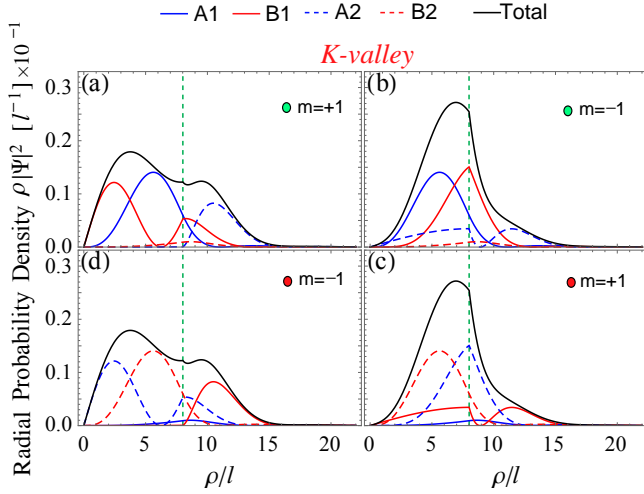 A1 B1 A2 B2 Total
K-valley
Radial Probability Density ρ|Ψ|² [l⁻¹]×10⁻¹
(a) m=+1
(b) m=−1
0.3
0.2
0.1
0.0
(d) m=−1
(c) m=+1
0.3
0.2
0.1
0.0
0 5 10 15 20
0 5 10 15 20
ρ/l
ρ/l